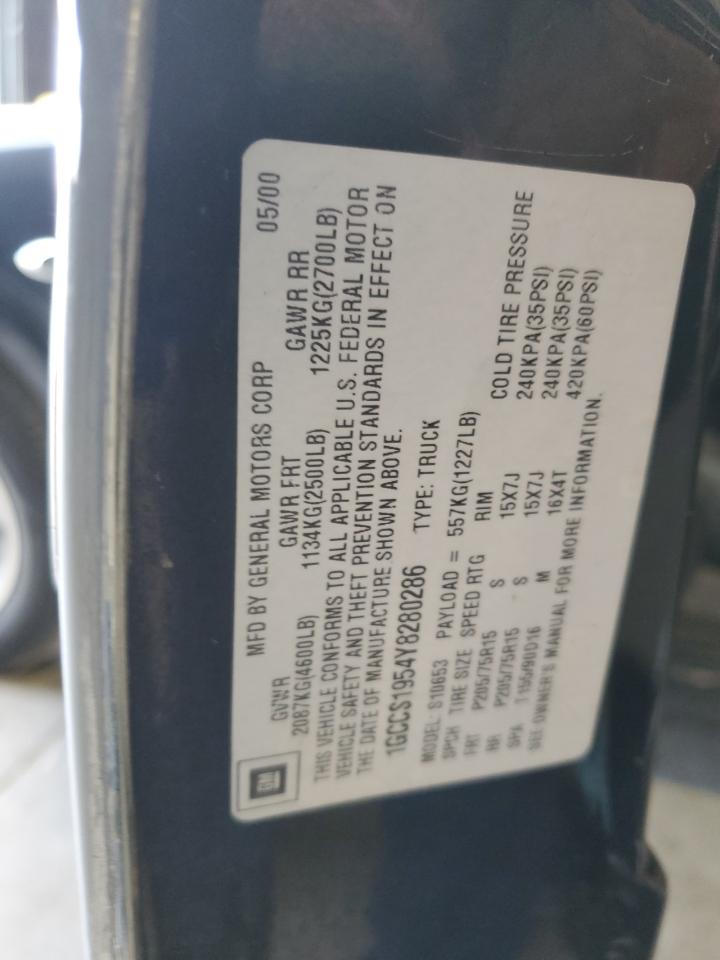 GM
MFD BY GENERAL MOTORS CORP 05/00
GVWR GAWR FRT GAWR RR
2087KG(4600LB) 1134KG(2500LB) 1225KG(2700LB)
THIS VEHICLE CONFORMS TO ALL APPLICABLE U.S. FEDERAL MOTOR
VEHICLE SAFETY AND THEFT PREVENTION STANDARDS IN EFFECT ON
THE DATE OF MANUFACTURE SHOWN ABOVE.
1GCCS1954Y8280286 TYPE: TRUCK
MODEL: S10653 PAYLOAD = 557KG(1227LB)
SPCH TIRE SIZE SPEED RTG RIM COLD TIRE PRESSURE
FRT P205/75R15 S 15X7J 240KPA(35PSI)
RR P205/75R15 S 15X7J 240KPA(35PSI)
SPA T155/90D16 M 16X4T 420KPA(60PSI)
SEE OWNER'S MANUAL FOR MORE INFORMATION.